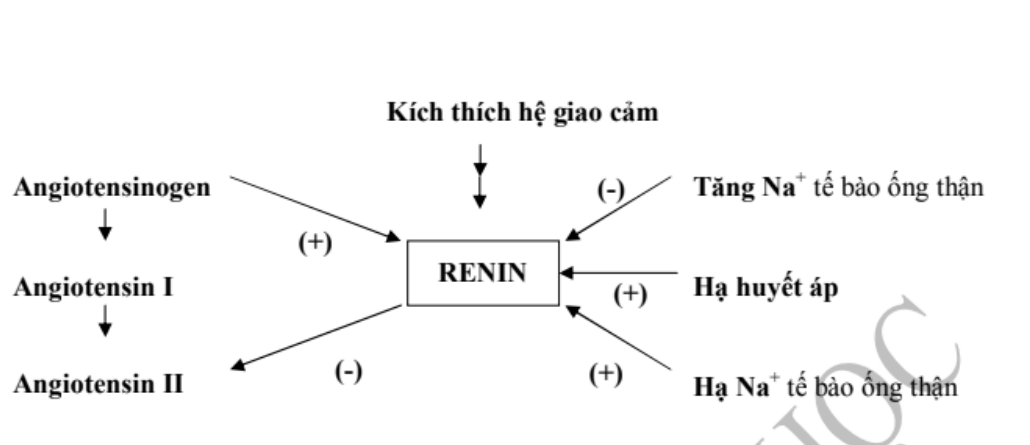 Kích thích hệ giao cảm
Angiotensinogen
(-)
Tăng Na⁺ tế bào ống thận
(+)
RENIN
Angiotensin I
(+)
Hạ huyết áp
Angiotensin II
(-)
(+)
Hạ Na⁺ tế bào ống thận